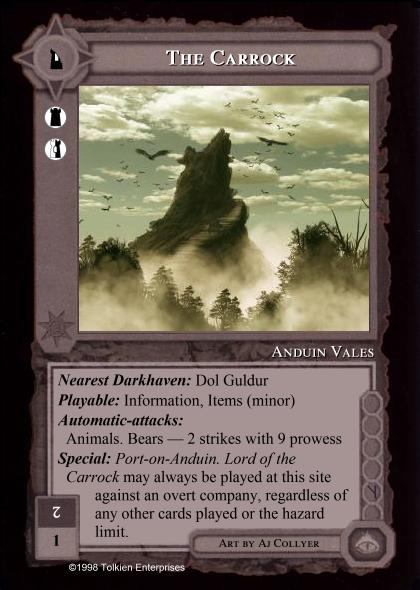 The Carrock
Anduin Vales
Nearest Darkhaven: Dol Guldur
Playable: Information, Items (minor)
Automatic-attacks:
Animals. Bears — 2 strikes with 9 prowess
Special: Port-on-Anduin. Lord of the
Carrock may always be played at this site
against an overt company, regardless of
any other cards played or the hazard
limit.
2
1
Art by AJ Collyer
©1998 Tolkien Enterprises